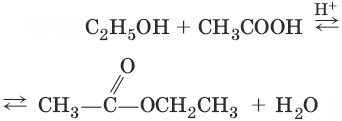 C₂H₅OH + CH₃COOH ⇄ H⁺
O
⇄ CH₃—C—OCH₂CH₃ + H₂O